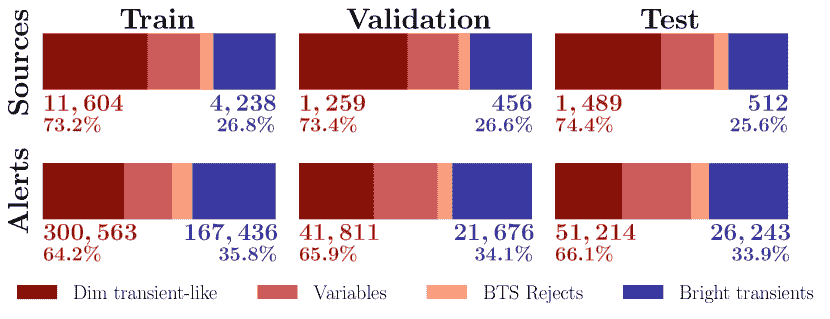 Train Validation Test
Sources
11,604 4,238 1,259 456 1,489 512
73.2% 26.8% 73.4% 26.6% 74.4% 25.6%
Alerts
300,563 167,436 41,811 21,676 51,214 26,243
64.2% 35.8% 65.9% 34.1% 66.1% 33.9%
Dim transient-like Variables BTS Rejects Bright transients